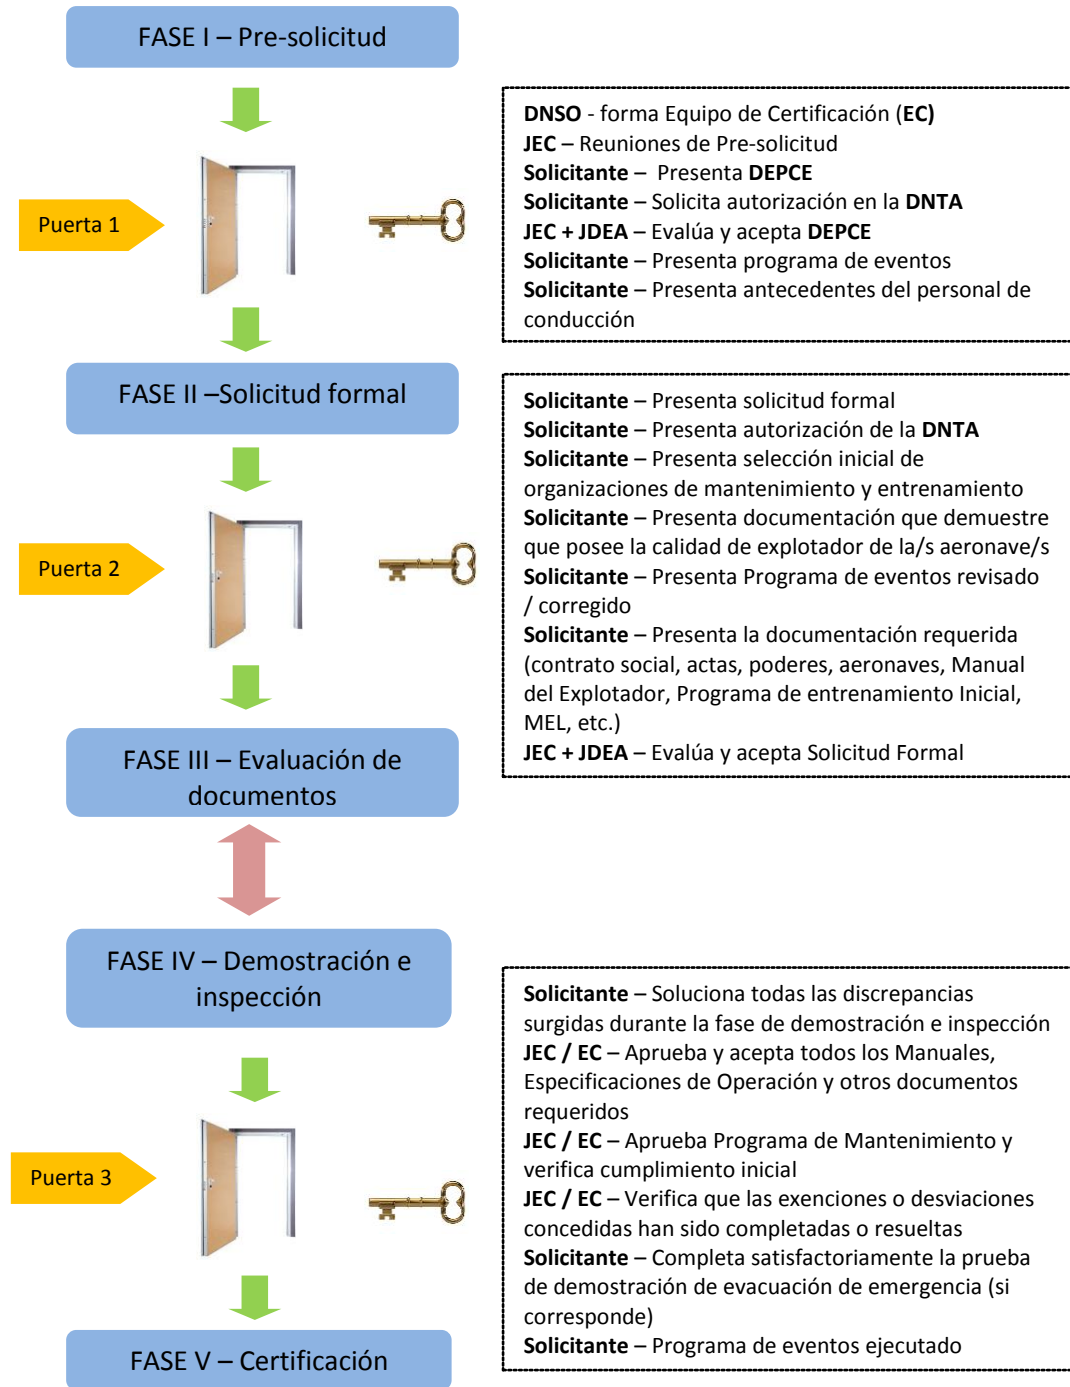 FASE I – Pre-solicitud
DNSO - forma Equipo de Certificación (EC)
JEC – Reuniones de Pre-solicitud
Solicitante – Presenta DEPCE
Solicitante – Solicita autorización en la DNTA
JEC + JDEA – Evalúa y acepta DEPCE
Solicitante – Presenta programa de eventos
Solicitante – Presenta antecedentes del personal de
conducción
Puerta 1
FASE II –Solicitud formal
Solicitante – Presenta solicitud formal
Solicitante – Presenta autorización de la DNTA
Solicitante – Presenta selección inicial de
organizaciones de mantenimiento y entrenamiento
Solicitante – Presenta documentación que demuestre
que posee la calidad de explotador de la/s aeronave/s
Solicitante – Presenta Programa de eventos revisado
/ corregido
Solicitante – Presenta la documentación requerida
(contrato social, actas, poderes, aeronaves, Manual
del Explotador, Programa de entrenamiento Inicial,
MEL, etc.)
JEC + JDEA – Evalúa y acepta Solicitud Formal
Puerta 2
FASE III – Evaluación de
documentos
FASE IV – Demostración e
inspección
Solicitante – Soluciona todas las discrepancias
surgidas durante la fase de demostración e inspección
JEC / EC – Aprueba y acepta todos los Manuales,
Especificaciones de Operación y otros documentos
requeridos
JEC / EC – Aprueba Programa de Mantenimiento y
verifica cumplimiento inicial
JEC / EC – Verifica que las exenciones o desviaciones
concedidas han sido completadas o resueltas
Solicitante – Completa satisfactoriamente la prueba
de demostración de evacuación de emergencia (si
corresponde)
Solicitante – Programa de eventos ejecutado
Puerta 3
FASE V – Certificación